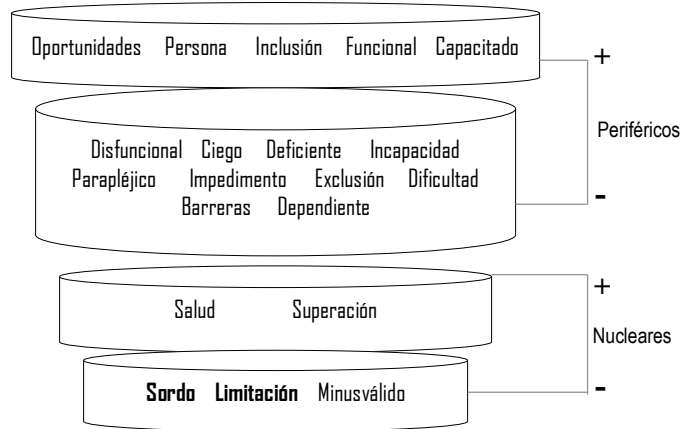 Oportunidades Persona Inclusión Funcional Capacitado
+
Periféricos
Disfuncional Ciego Deficiente Incapacidad
Parapléjico Impedimento Exclusión Dificultad
Barreras Dependiente
-
+
Salud Superación
Nucleares
Sordo Limitación Minusválido
-